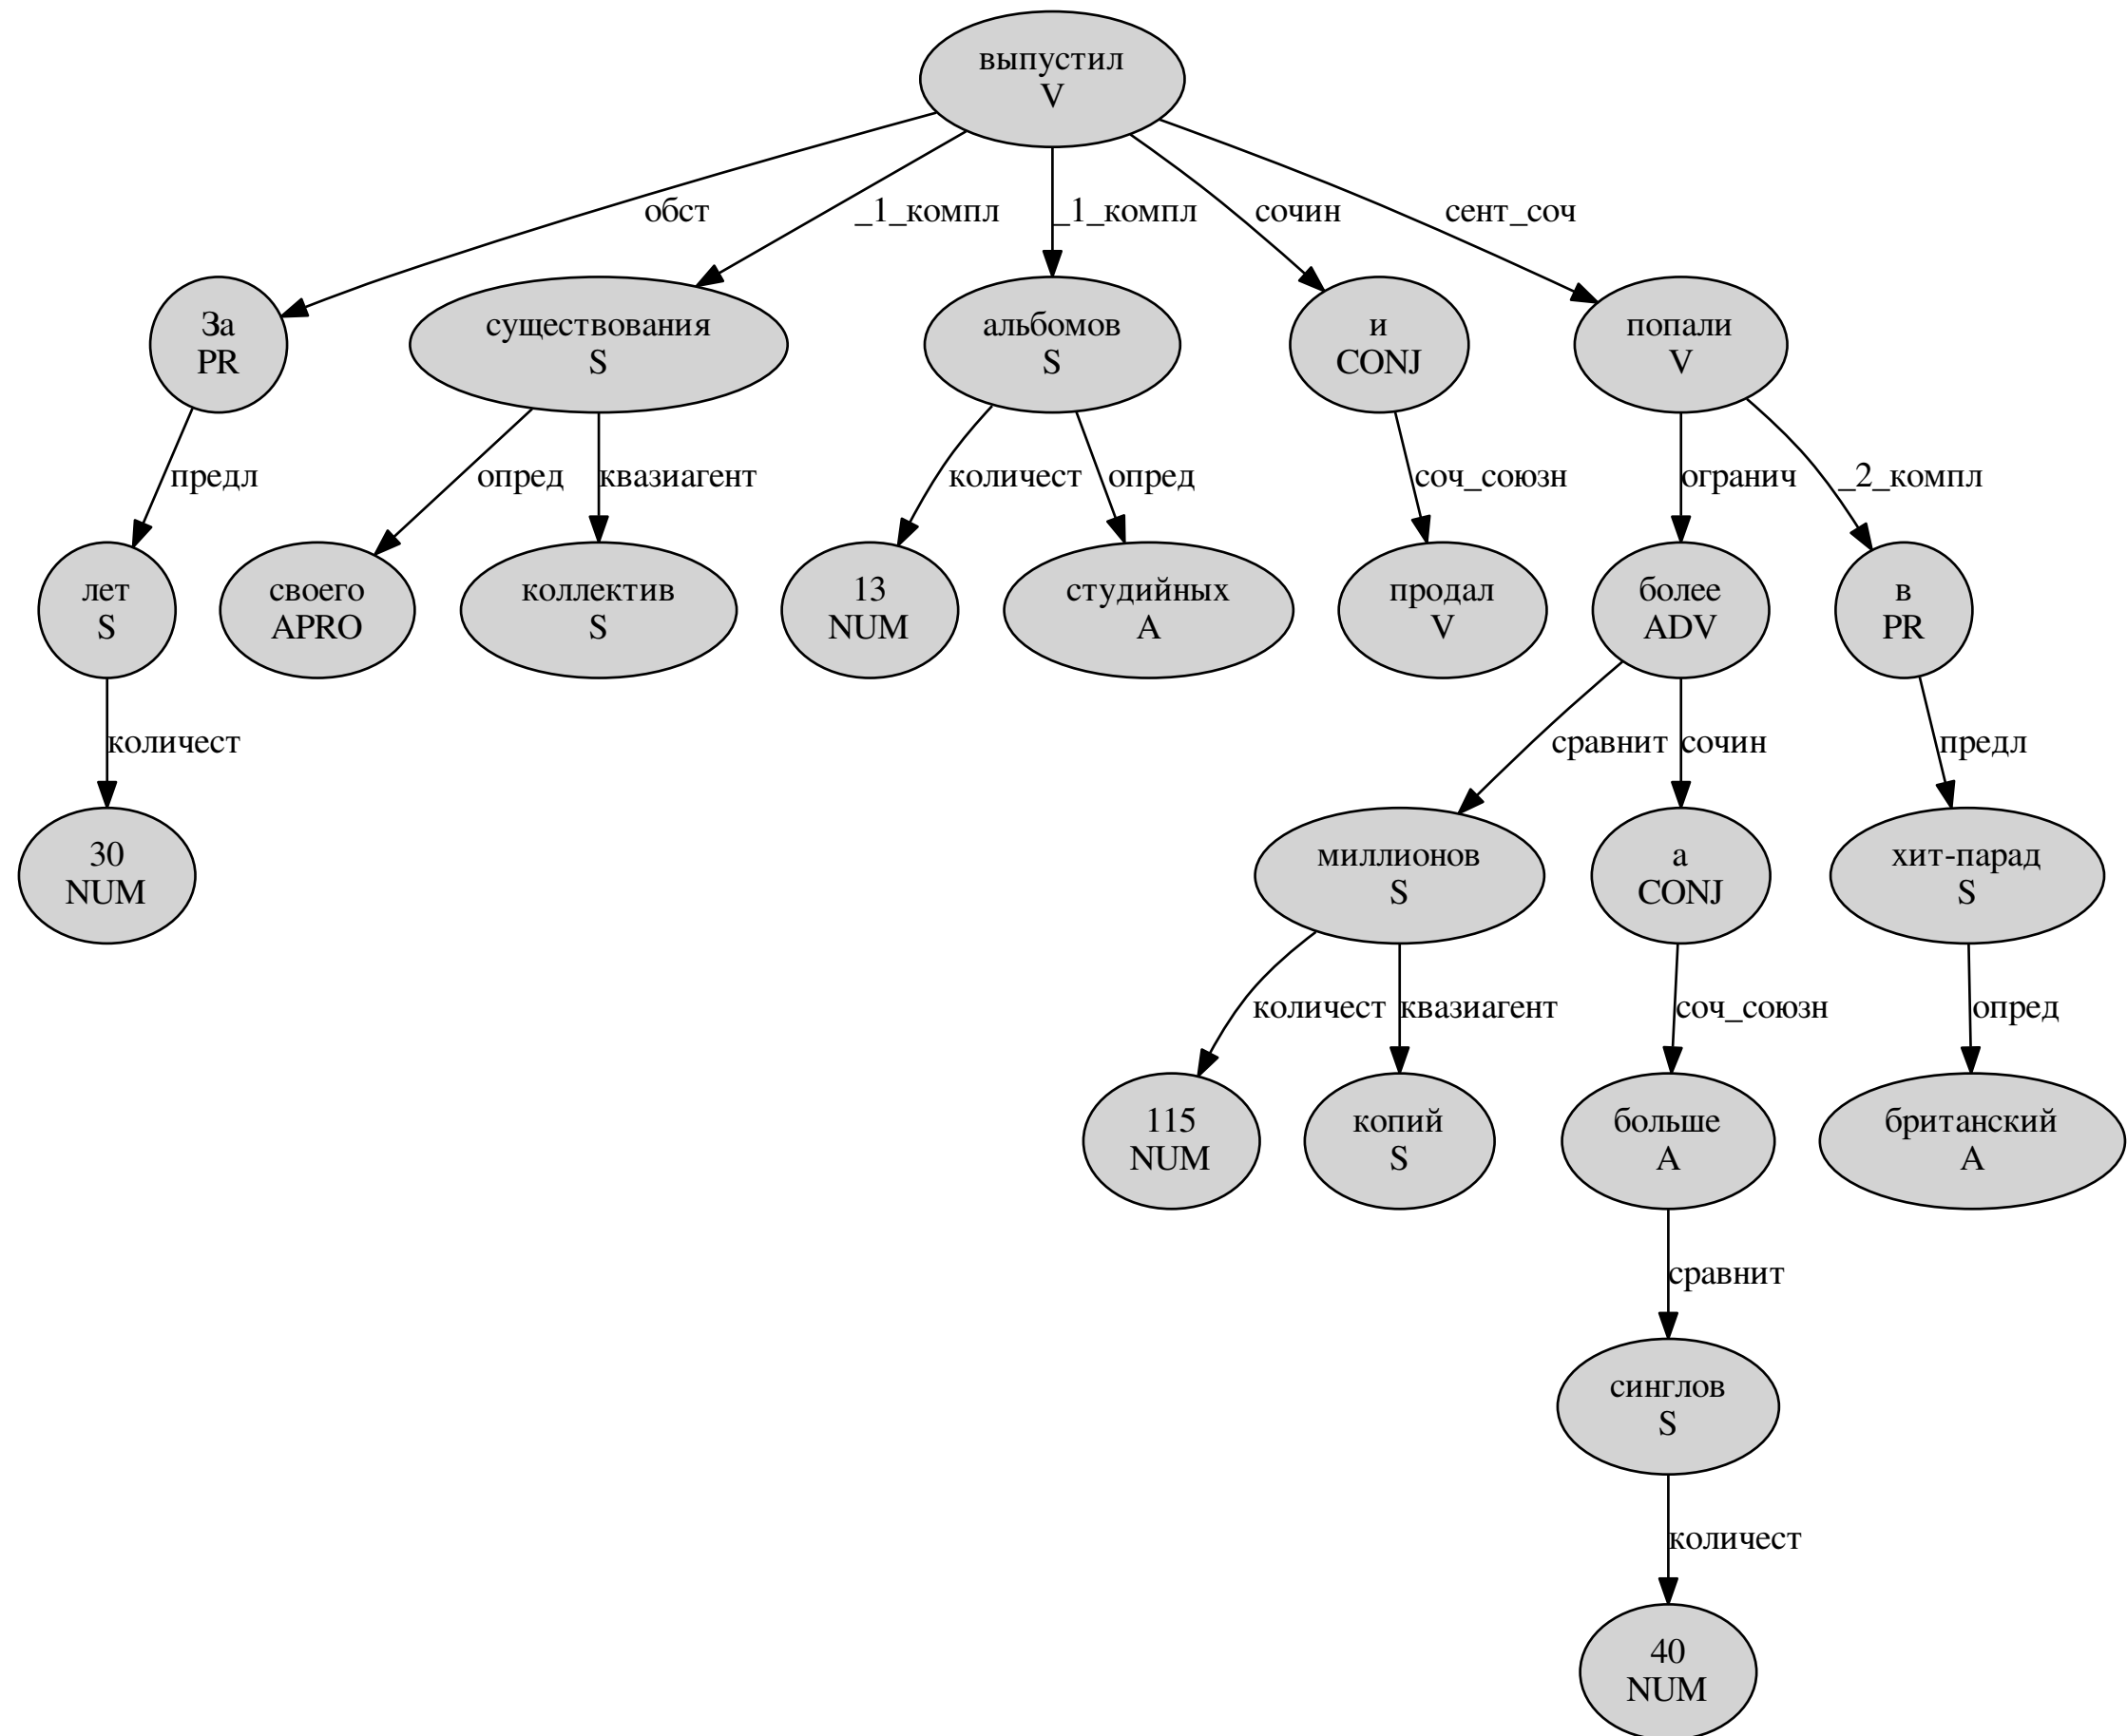 выпустил
V
обст
_1_компл
_1_компл
сочин
сент_соч
За
PR
существования
S
альбомов
S
и
CONJ
попали
V
предл
опред
квазиагент
количест
опред
соч_союзн
огранич
_2_компл
лет
S
своего
APRO
коллектив
S
13
NUM
студийных
A
продал
V
более
ADV
в
PR
количест
сравнит
сочин
предл
30
NUM
миллионов
S
а
CONJ
хит-парад
S
количест
квазиагент
соч_союзн
опред
115
NUM
копий
S
больше
A
британский
A
сравнит
синглов
S
количест
40
NUM